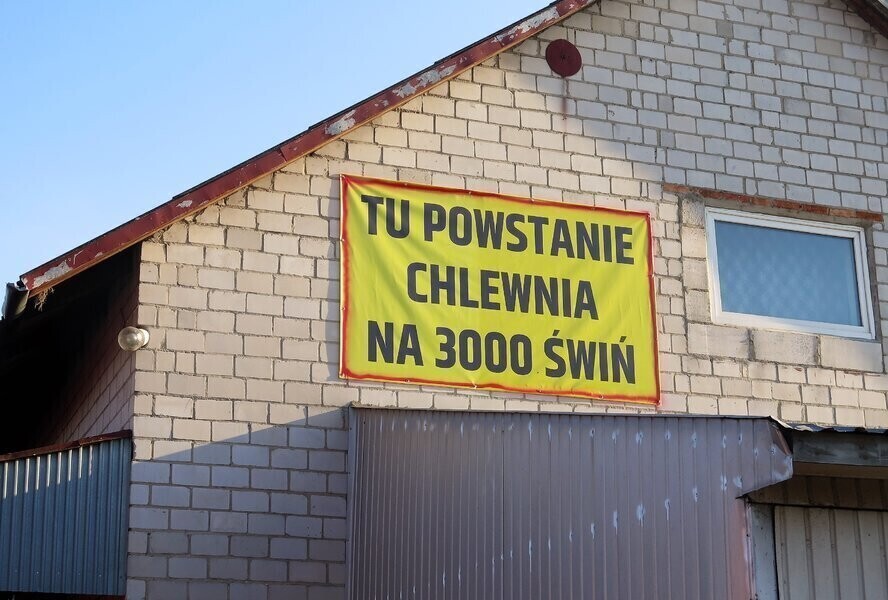 TU POWSTANIE
CHLEWNIA
NA 3000 ŚWIŃ